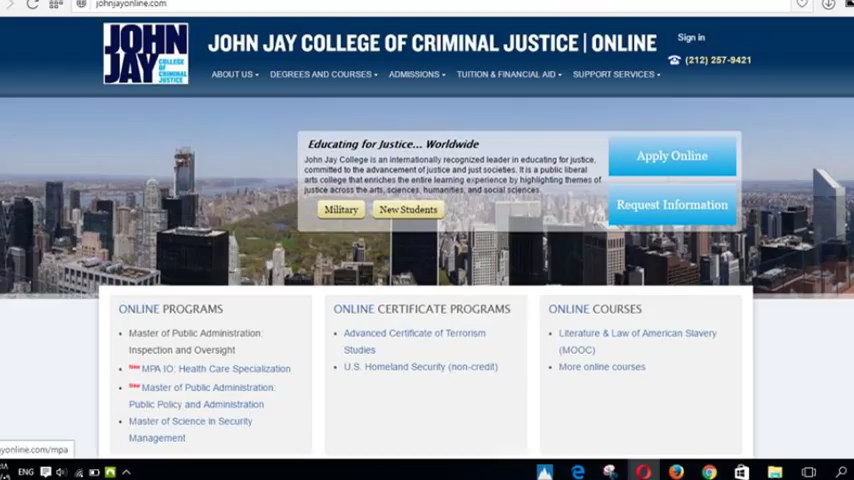 johnjayonline.com
JOHN JAY COLLEGE OF CRIMINAL JUSTICE
JOHN JAY COLLEGE OF CRIMINAL JUSTICE | ONLINE
Sign in
(212) 257-9421
ABOUT US
DEGREES AND COURSES
ADMISSIONS
TUITION & FINANCIAL AID
SUPPORT SERVICES
Educating for Justice... Worldwide
John Jay College is an internationally recognized leader in educating for justice,
committed to the advancement of justice and just societies. It is a public liberal
arts college that enriches the entire learning experience by highlighting themes of
justice across the arts, sciences, humanities, and social sciences.
Military
New Students
Apply Online
Request Information
ONLINE PROGRAMS
Master of Public Administration:
Inspection and Oversight
New MPA IO: Health Care Specialization
New Master of Public Administration:
Public Policy and Administration
Master of Science in Security
Management
ONLINE CERTIFICATE PROGRAMS
Advanced Certificate of Terrorism
Studies
U.S. Homeland Security (non-credit)
ONLINE COURSES
Literature & Law of American Slavery
(MOOC)
More online courses
yonline.com/mpa
ENG